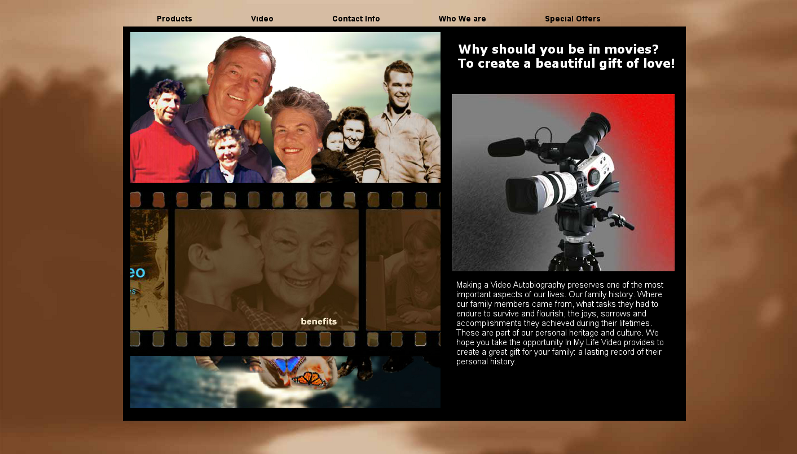 Products Video Contact Info Who We are Special Offers
Why should you be in movies?
To create a beautiful gift of love!
eo
benefits
Making a Video Autobiography preserves one of the most
important aspects of our lives. Our family history. Where
our family members came from, what tasks they had to
endure to survive and flourish, the joys, sorrows and
accomplishments they achieved during their lifetimes.
These are part of our personal heritage and culture. We
hope you take the opportunity in My Life Video provides to
create a great gift for your family: a lasting record of their
personal history